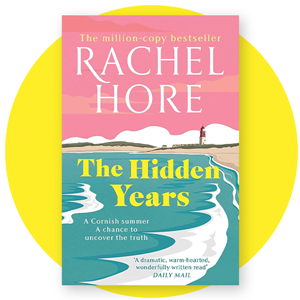 The million-copy bestseller
RACHEL
HORE
The Hidden
Years
A Cornish summer
A chance to
uncover the truth
'A dramatic, warm-hearted,
wonderfully written read'
DAILY MAIL